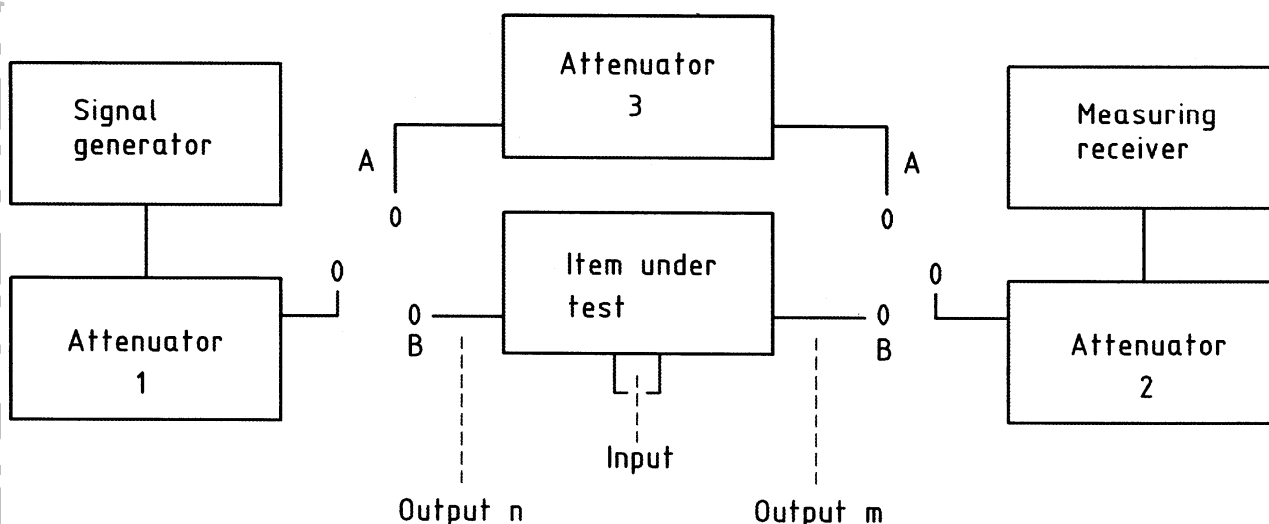 Signal
generator
Attenuator
1
A
0
0
0
B
Attenuator
3
Item under
test
Input
Output n
Output m
A
0
0
B
0
Measuring
receiver
Attenuator
2